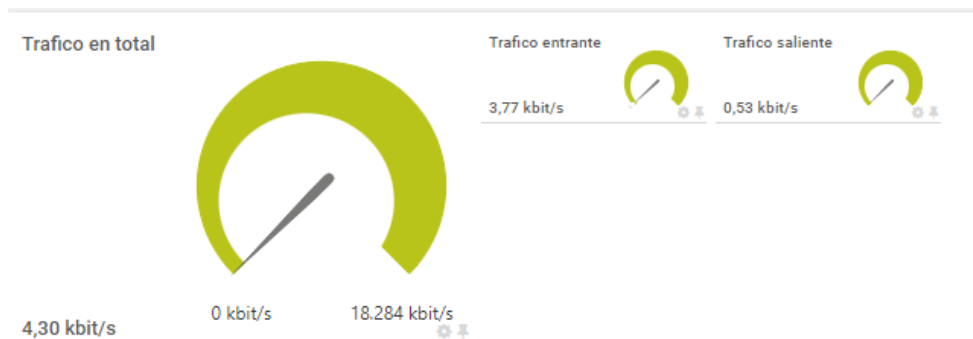 Trafico en total
Trafico entrante
Trafico saliente
3,77 kbit/s
0,53 kbit/s
0 kbit/s
18.284 kbit/s
4,30 kbit/s